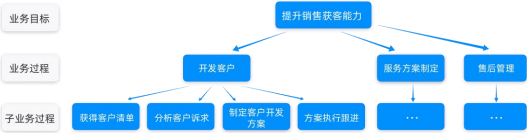 业务目标
提升销售获客能力
业务过程
开发客户
服务方案制定
售后管理
子业务过程
获得客户清单
分析客户诉求
制定客户开发
方案
方案执行跟进
...
...